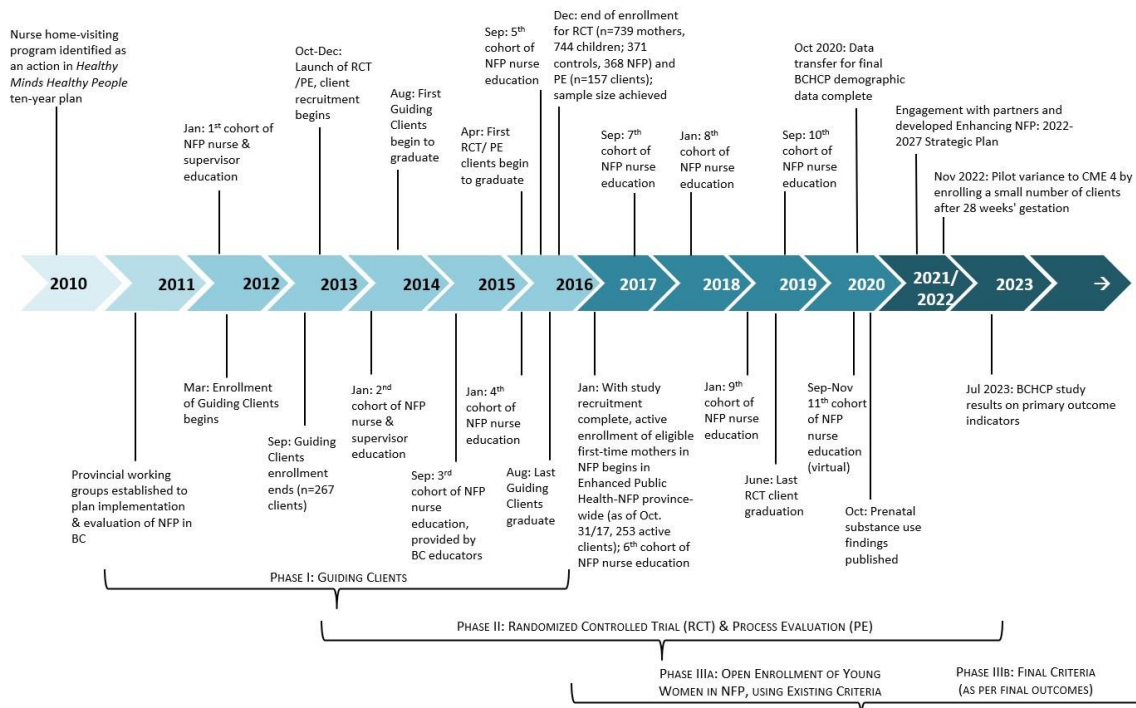 Nurse home-visiting
program identified as
an action in Healthy
Minds Healthy People
ten-year plan
Jan: 1st cohort of
NFP nurse &
supervisor
education
Oct-Dec:
Launch of RCT
/PE, client
recruitment
begins
Aug: First
Guiding
Clients
begin to
graduate
Apr: First
RCT/ PE
clients begin
to graduate
Sep: 5th
cohort of
NFP nurse
education
Dec: end of enrollment
for RCT (n=739 mothers,
744 children; 371
controls, 368 NFP) and
PE (n=157 clients);
sample size achieved
Sep: 7th
cohort of
NFP nurse
education
Jan: 8th
cohort of
NFP nurse
education
Sep: 10th
cohort of
NFP nurse
education
Oct 2020: Data
transfer for final
BCHCP demographic
data complete
Engagement with partners and
developed Enhancing NFP: 2022-
2027 Strategic Plan
Nov 2022: Pilot variance to CME 4 by
enrolling a small number of clients
after 28 weeks' gestation
2010
2011
2012
2013
2014
2015
2016
2017
2018
2019
2020
2021/
2022
2023
→
Provincial working
groups established to
plan implementation
& evaluation of NFP in
BC
Mar: Enrollment
of Guiding Clients
begins
Sep: Guiding
Clients
enrollment
ends (n=267
clients)
Jan: 2nd
cohort of NFP
nurse &
supervisor
education
Sep: 3rd
cohort of NFP
nurse
education,
provided by
BC educators
Jan: 4th
cohort of
NFP nurse
education
Aug: Last
Guiding
Clients
graduate
Jan: With study
recruitment
complete, active
enrollment of eligible
first-time mothers in
NFP begins in
Enhanced Public
Health-NFP province-
wide (as of Oct.
31/17, 253 active
clients); 6th cohort of
NFP nurse education
Jan: 9th
cohort of
NFP nurse
education
June: Last
RCT client
graduation
Sep-Nov
11th cohort
of NFP
nurse
education
(virtual)
Oct: Prenatal
substance use
findings
published
Jul 2023: BCHCP study
results on primary outcome
indicators
PHASE I: GUIDING CLIENTS
PHASE II: RANDOMIZED CONTROLLED TRIAL (RCT) & PROCESS EVALUATION (PE)
PHASE IIIA: OPEN ENROLLMENT OF YOUNG
WOMEN IN NFP, USING EXISTING CRITERIA
PHASE IIIB: FINAL CRITERIA
(AS PER FINAL OUTCOMES)